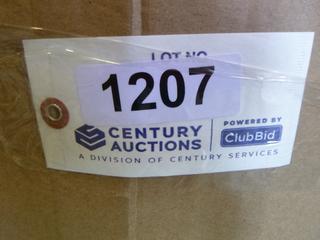 LOT NO.
1207
CENTURY
AUCTIONS
POWERED BY
ClubBid
A DIVISION OF CENTURY SERVICES